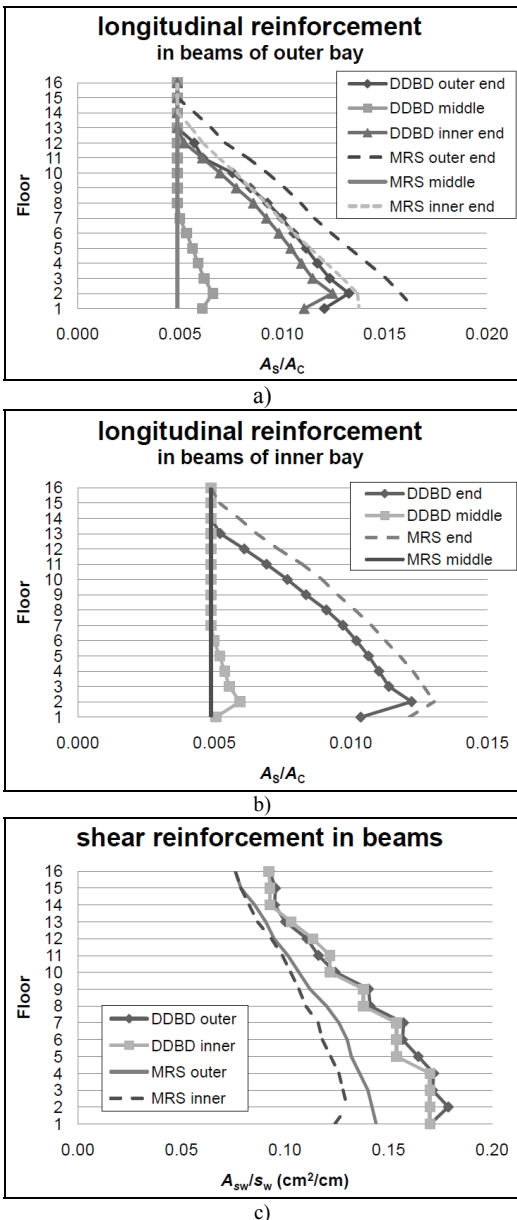 longitudinal reinforcement
in beams of outer bay
16
15
14
13
12
11
10
9
8
7
6
5
4
3
2
1
Floor
DDBD outer end
DDBD middle
DDBD inner end
MRS outer end
MRS middle
MRS inner end
0.000 0.005 0.010 0.015 0.020
As/Ac
a)
longitudinal reinforcement
in beams of inner bay
16
15
14
13
12
11
10
9
8
7
6
5
4
3
2
1
Floor
DDBD end
DDBD middle
MRS end
MRS middle
0.000 0.005 0.010 0.015
As/Ac
b)
shear reinforcement in beams
16
15
14
13
12
11
10
9
8
7
6
5
4
3
2
1
Floor
DDBD outer
DDBD inner
MRS outer
MRS inner
0.00 0.05 0.10 0.15 0.20
Asw/sw (cm²/cm)
c)